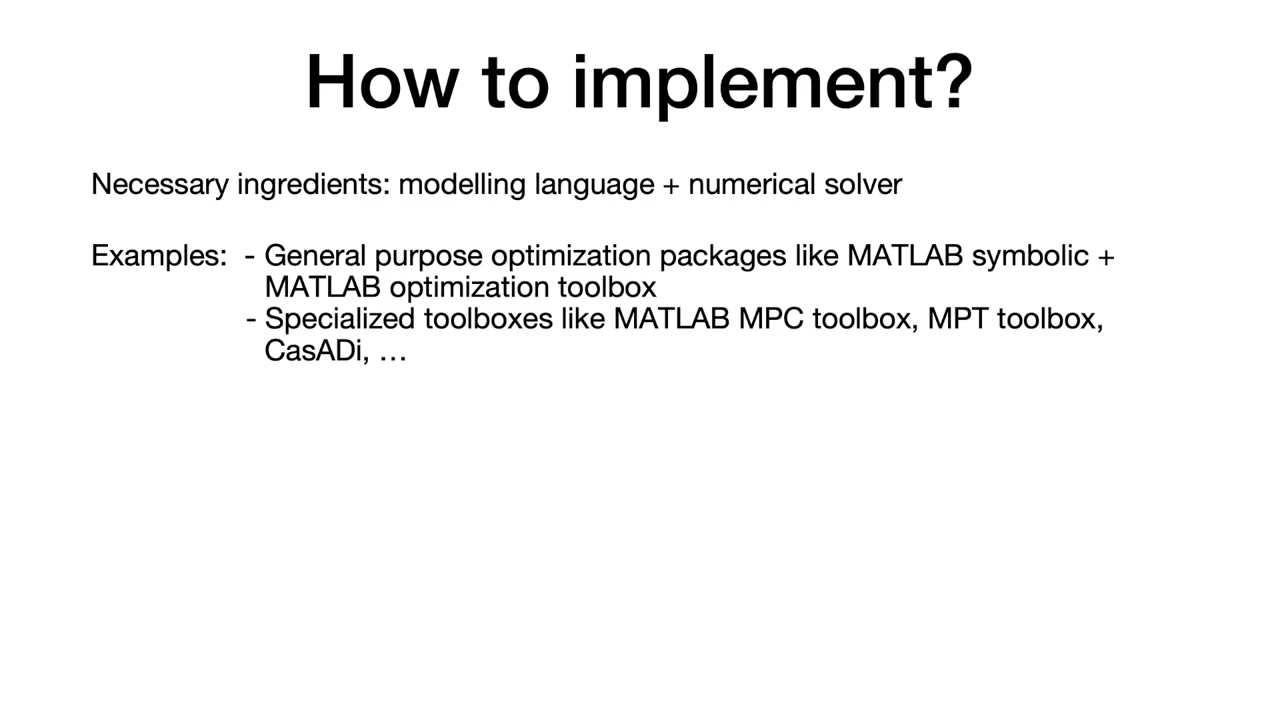 How to implement?
Necessary ingredients: modelling language + numerical solver
Examples: - General purpose optimization packages like MATLAB symbolic +
MATLAB optimization toolbox
- Specialized toolboxes like MATLAB MPC toolbox, MPT toolbox,
CasADi, …